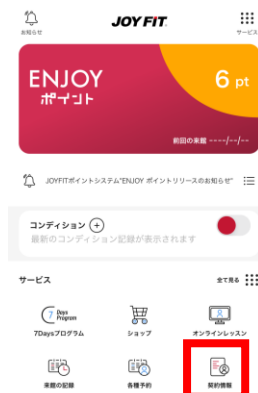 JOYFIT
お知らせ
サービス
ENJOY
ポイント
6 pt
前回の来館 ----/--/--
JOYFITポイントシステム"ENJOY ポイントリリースのお知らせ"
コンディション
最新のコンディション記録が表示されます
サービス
全て見る
7 Days Program
7Daysプログラム
ショップ
オンラインレッスン
来館の記録
各種予約
契約情報